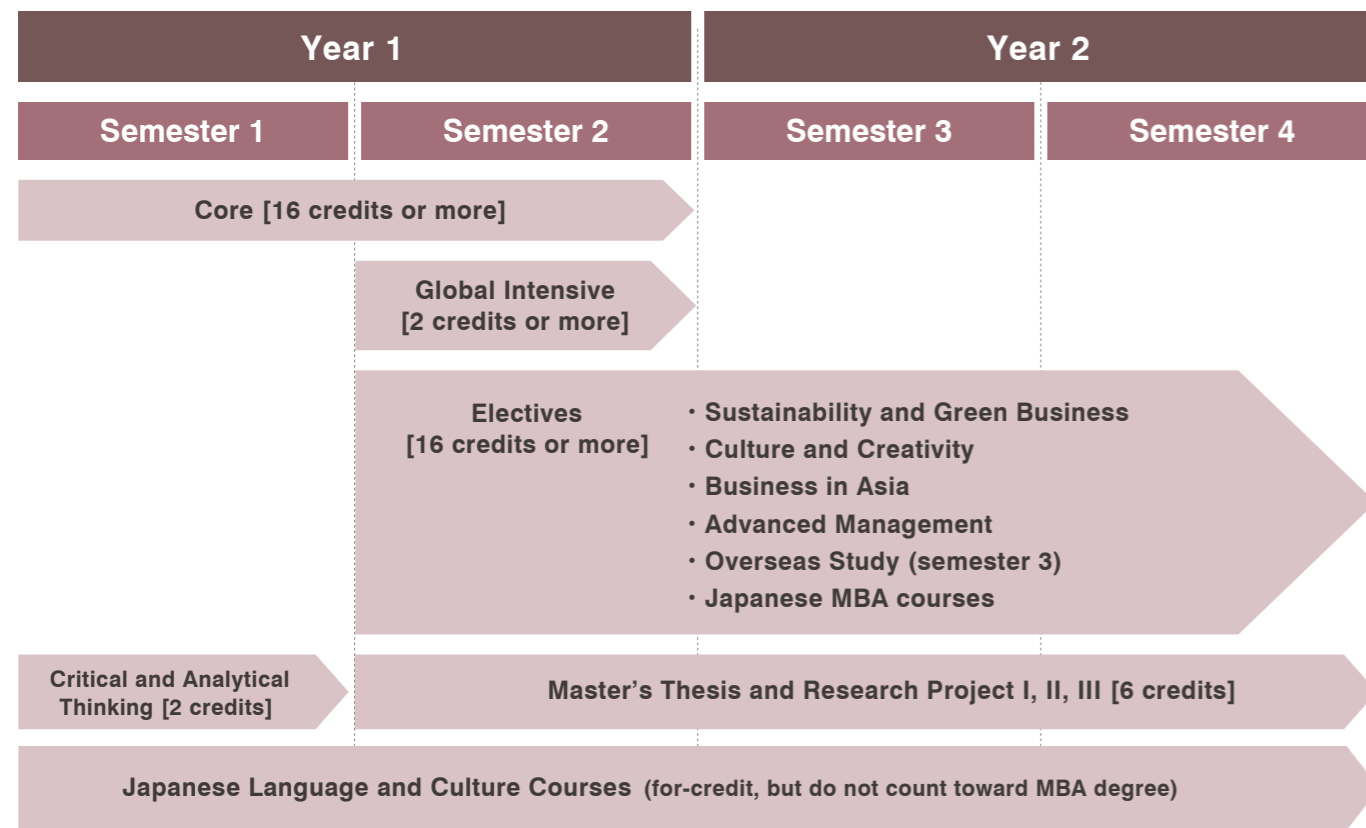 Year 1
Year 2
Semester 1
Semester 2
Semester 3
Semester 4
Core [16 credits or more]
Global Intensive
[2 credits or more]
Electives
[16 credits or more]
・Sustainability and Green Business
・Culture and Creativity
・Business in Asia
・Advanced Management
・Overseas Study (semester 3)
・Japanese MBA courses
Critical and Analytical
Thinking [2 credits]
Master’s Thesis and Research Project I, II, III [6 credits]
Japanese Language and Culture Courses (for-credit, but do not count toward MBA degree)